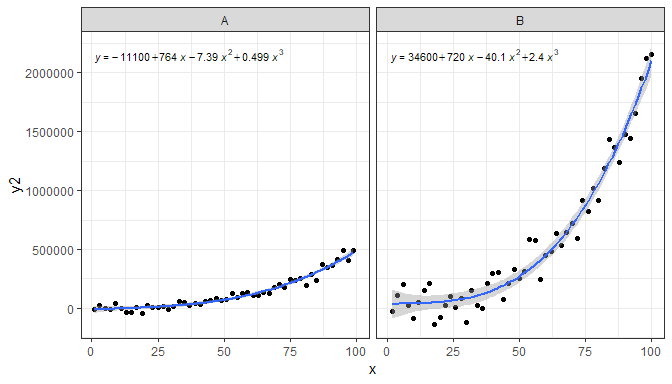 A B
y = − 11100 + 764 x − 7.39 x² + 0.499 x³ y = 34600 + 720 x − 40.1 x² + 2.4 x³
2000000
1500000
1000000
500000
0
y2
0 25 50 75 100 0 25 50 75 100
x